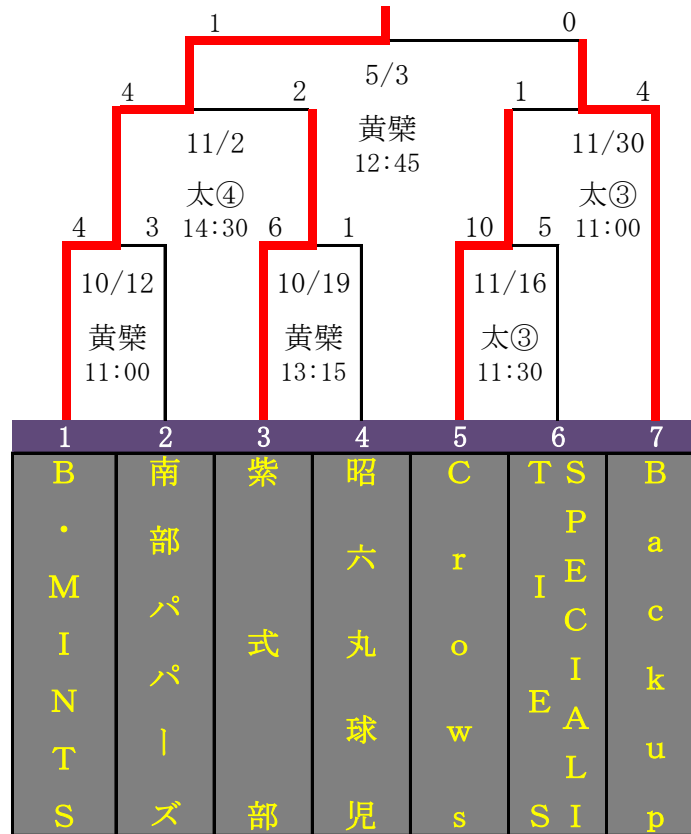 1 0
5/3
黄檗
12:45
4 2
11/2
太④
14:30
1 4
11/30
太③
11:00
4 3
10/12
黄檗
11:00
6 1
10/19
黄檗
13:15
10 5
11/16
太③
11:30
1 2 3 4 5 6 7
B・MINTS
南部パパーズ
紫式部
昭六丸球児
Crows
SPECIALI
TIES
Backup